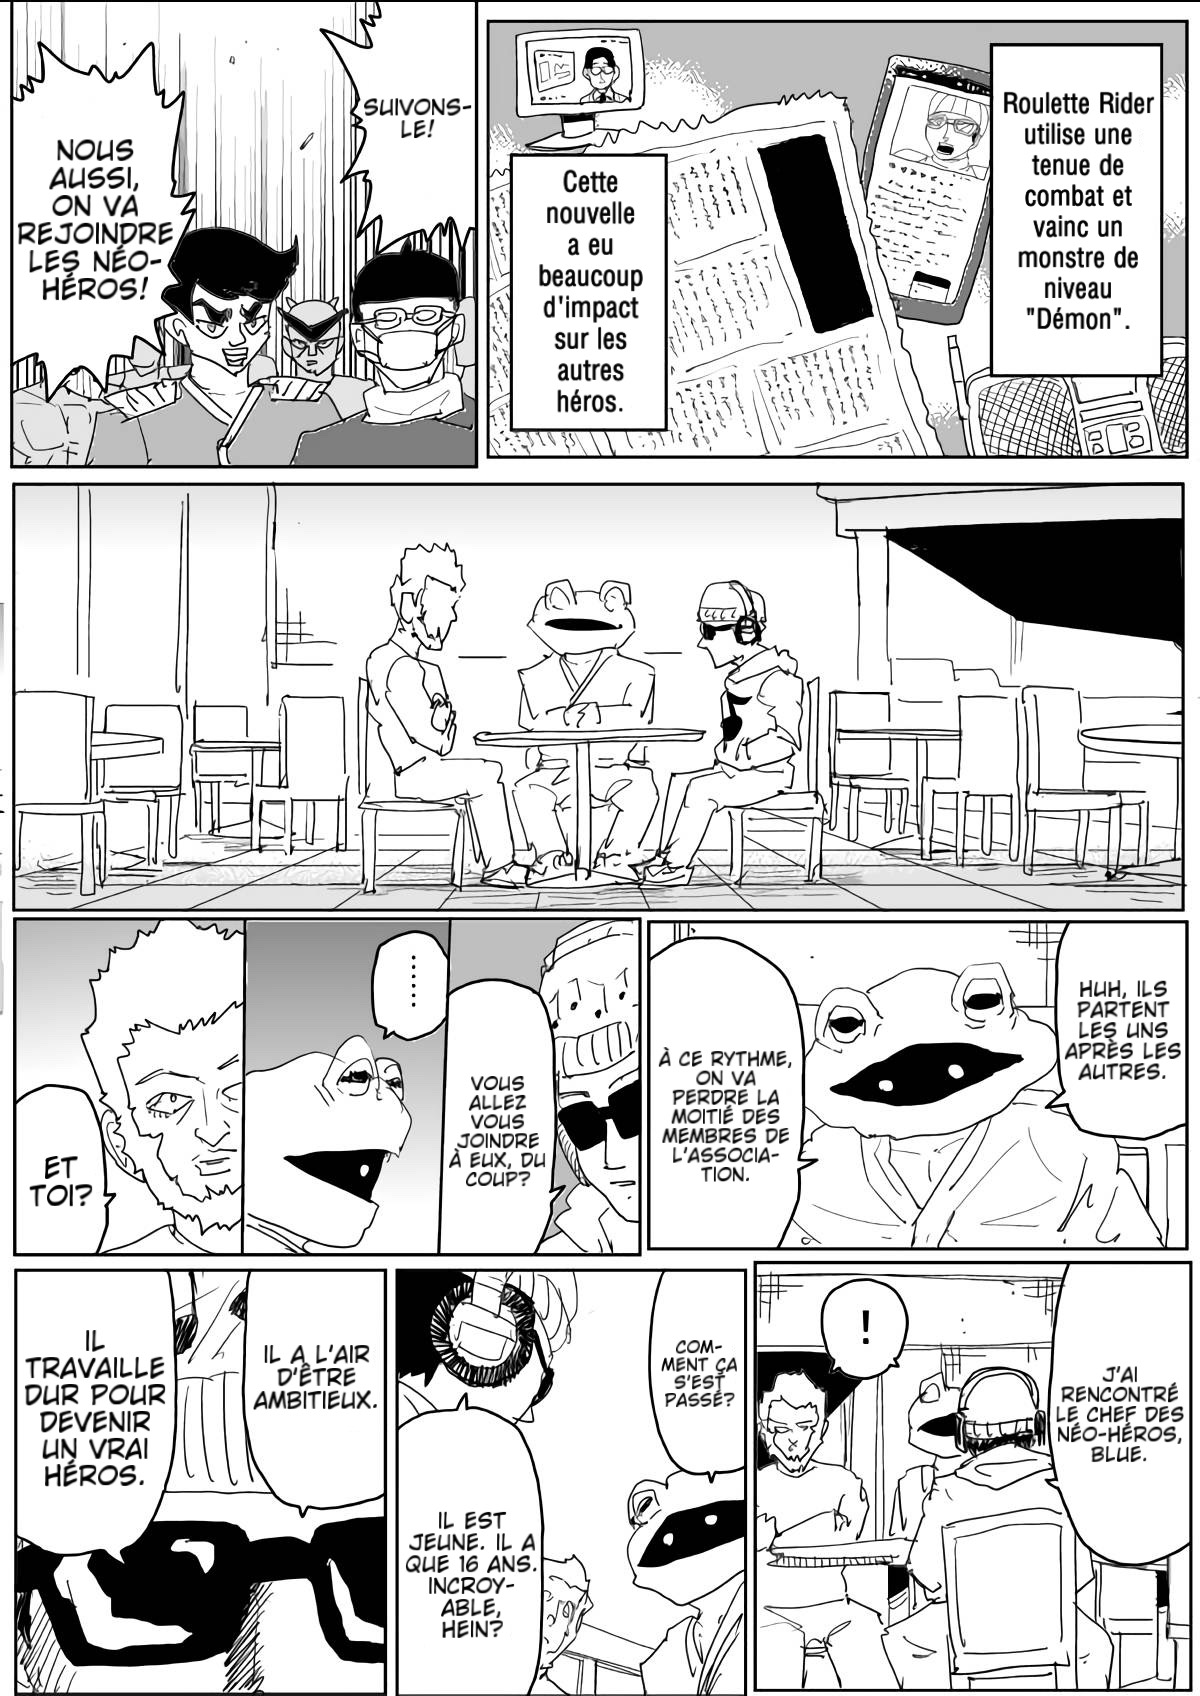 Roulette Rider
utilise une
tenue de
combat et
vainc un
monstre de
niveau
"Démon".
Cette
nouvelle
a eu
beaucoup
d'impact
sur les
autres
héros.
SUIVONS-
LE!
NOUS
AUSSI,
ON VA
REJOINDRE
LES NÉO-
HÉROS!
HUH, ILS
PARTENT
LES UNS
APRÈS LES
AUTRES.
À CE RYTHME,
ON VA
PERDRE LA
MOITIÉ DES
MEMBRES DE
L'ASSOCIA-
TION.
VOUS
ALLEZ
VOUS
JOINDRE
À EUX, DU
COUP?
......
ET
TOI?
J'AI
RENCONTRÉ
LE CHEF DES
NÉO-HÉROS,
BLUE.
!
COM-
MENT ÇA
S'EST
PASSÉ?
IL EST
JEUNE. IL A
QUE 16 ANS.
INCROY-
ABLE,
HEIN?
IL A L'AIR
D'ÊTRE
AMBITIEUX.
IL
TRAVAILLE
DUR POUR
DEVENIR
UN VRAI
HÉROS.